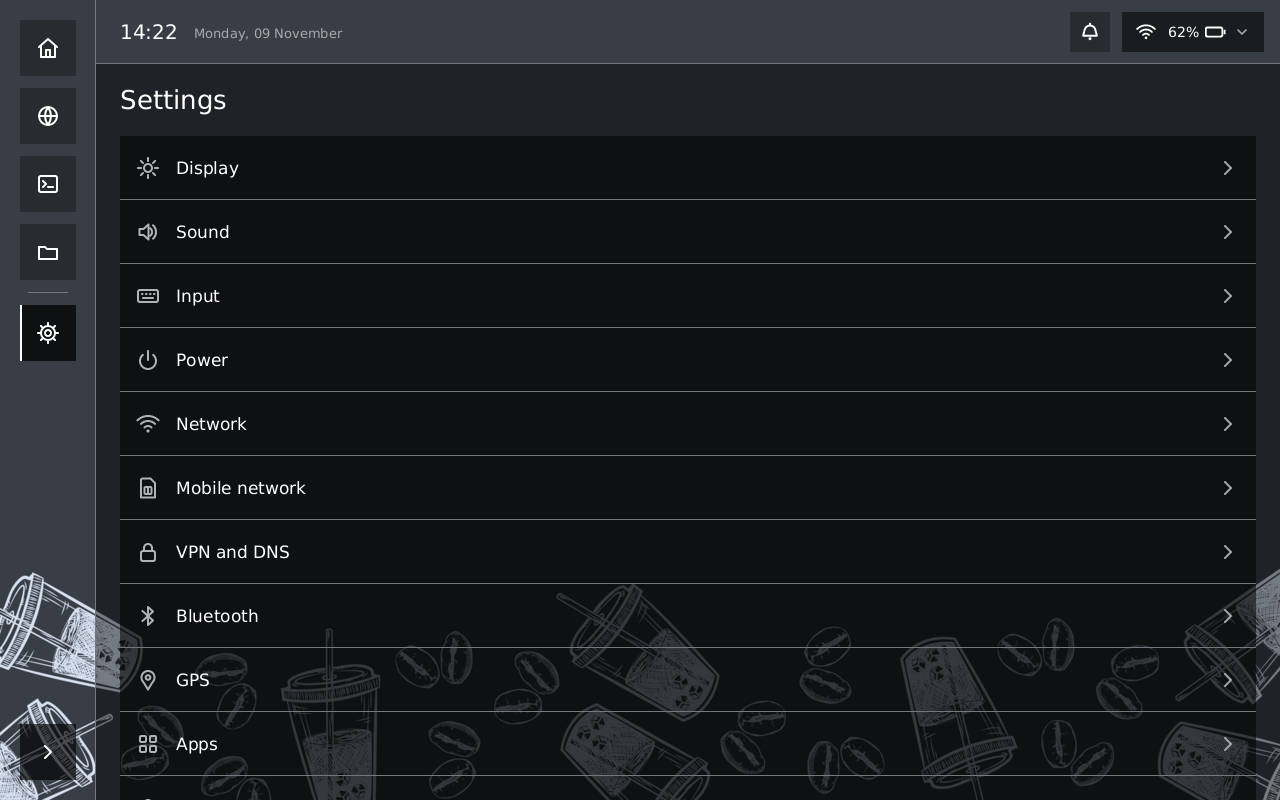 14:22 Monday, 09 November
62%
Settings
Display
Sound
Input
Power
Network
Mobile network
VPN and DNS
Bluetooth
GPS
Apps